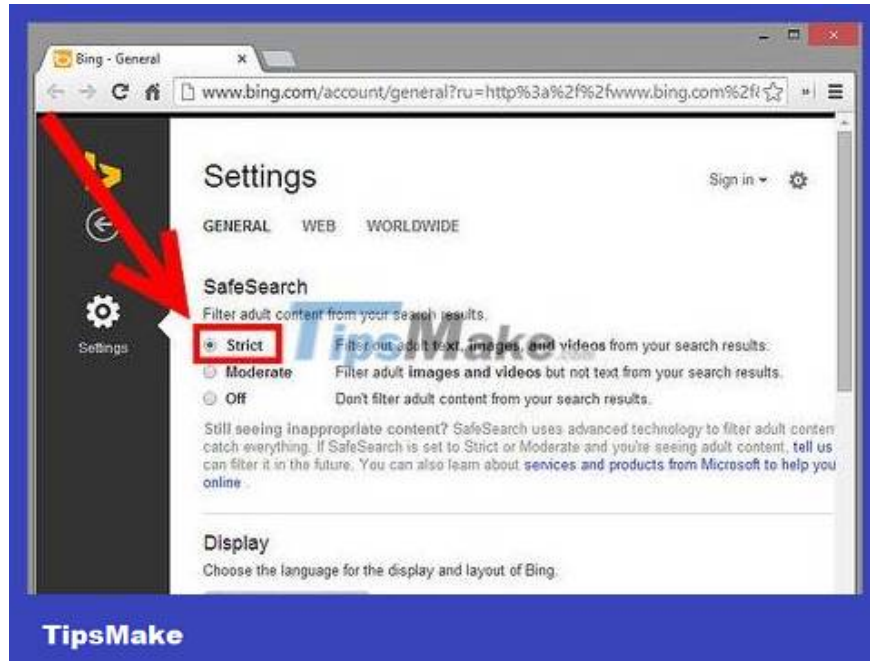 Bing - General
www.bing.com/account/general?ru=http%3a%2f%2fwww.bing.com%2f
Settings
Sign in
GENERAL WEB WORLDWIDE
SafeSearch
Filter adult content from your search results.
Settings
Strict Filter out adult text, images, and videos from your search results.
Moderate Filter adult images and videos but not text from your search results.
Off Don't filter adult content from your search results.
Still seeing inappropriate content? SafeSearch uses advanced technology to filter adult conten
catch everything. If SafeSearch is set to Strict or Moderate and you're seeing adult content, tell us
can filter it in the future. You can also learn about services and products from Microsoft to help you
online
TipsMake
Display
Choose the language for the display and layout of Bing.
TipsMake